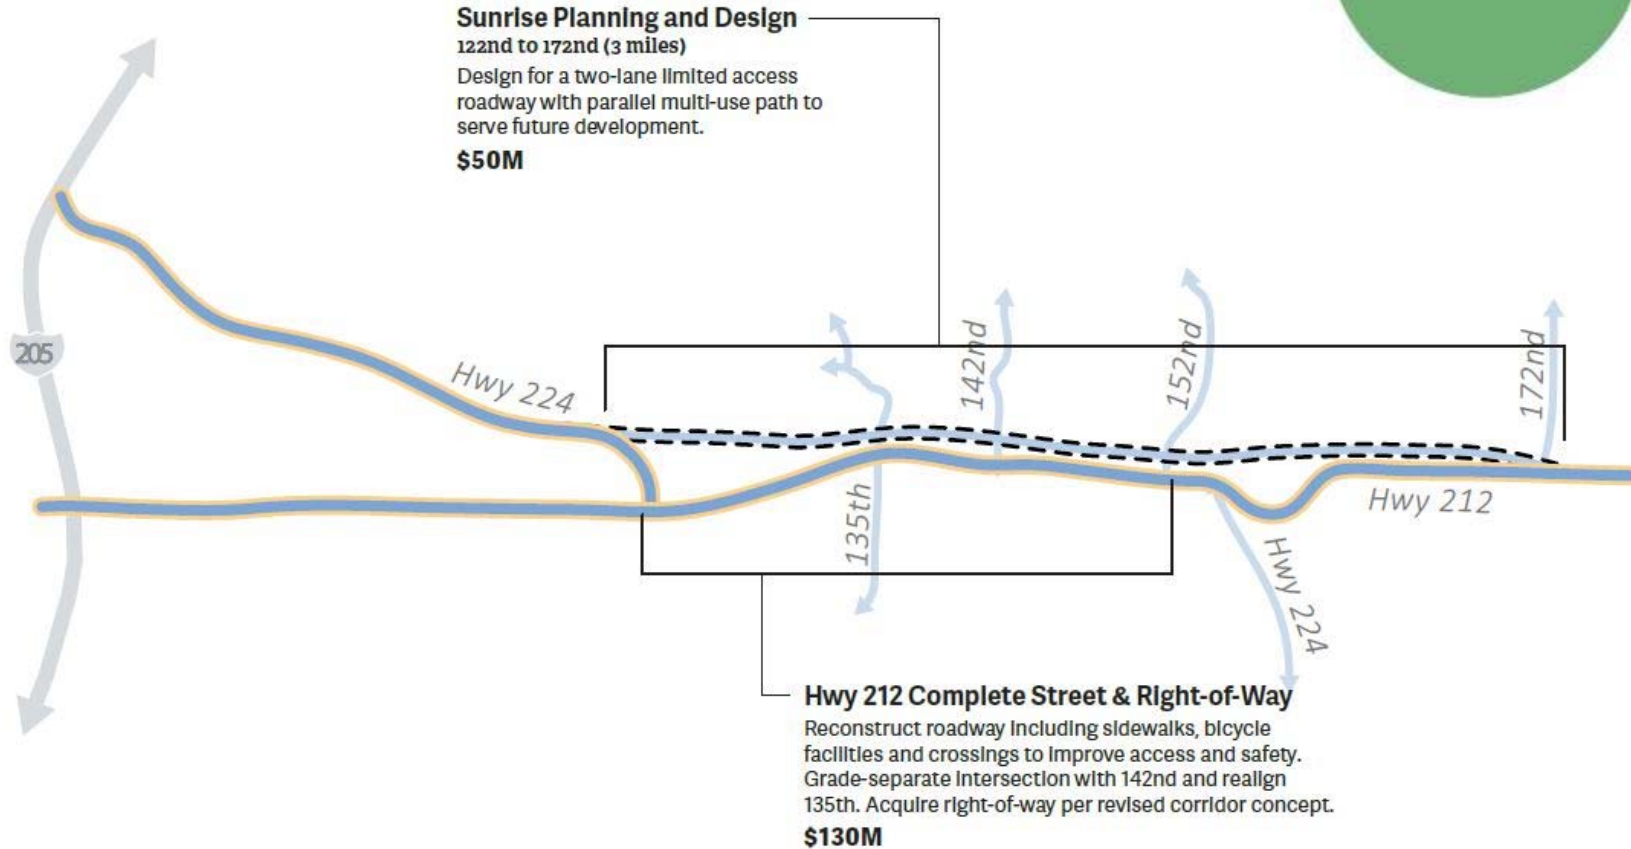 Sunrise Planning and Design
122nd to 172nd (3 miles)
Design for a two-lane limited access
roadway with parallel multi-use path to
serve future development.
$50M
205
Hwy 224
142nd
152nd
172nd
135th
Hwy 212
Hwy 224
Hwy 212 Complete Street & Right-of-Way
Reconstruct roadway including sidewalks, bicycle
facilities and crossings to improve access and safety.
Grade-separate intersection with 142nd and realign
135th. Acquire right-of-way per revised corridor concept.
$130M